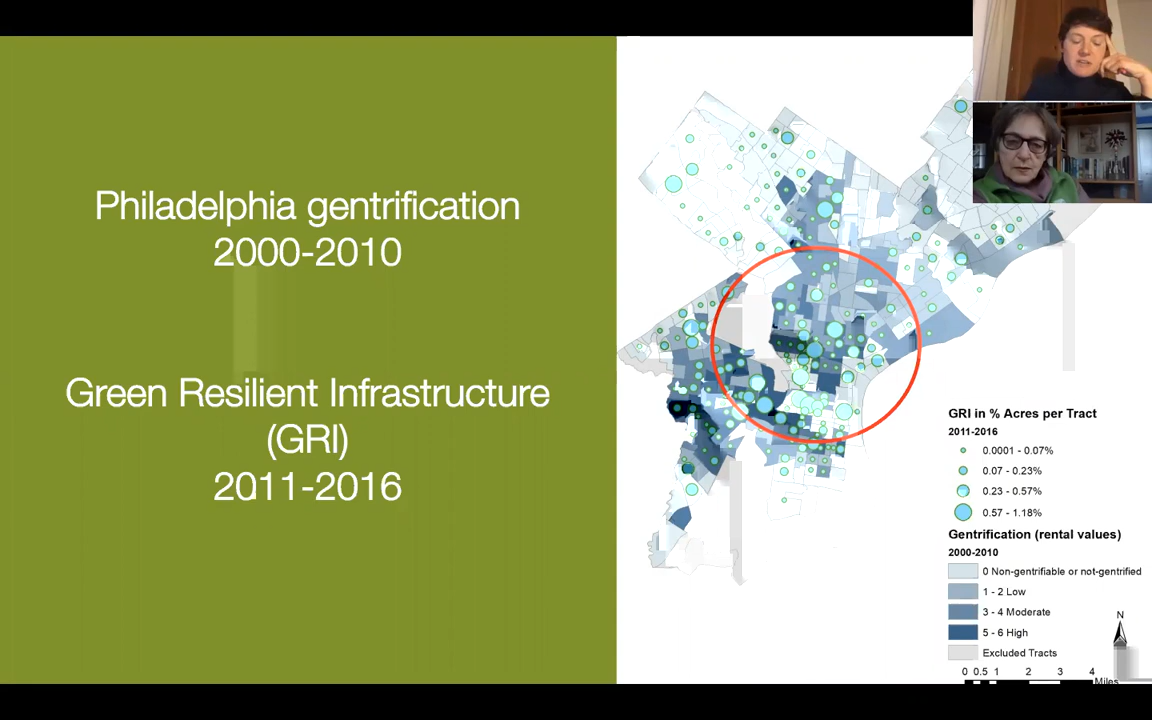 Philadelphia gentrification
2000-2010
Green Resilient Infrastructure
(GRI)
2011-2016
GRI in % Acres per Tract
2011-2016
0.0001 - 0.07%
0.07 - 0.23%
0.23 - 0.57%
0.57 - 1.18%
Gentrification (rental values)
2000-2010
0 Non-gentrifiable or not-gentrified
1 - 2 Low
3 - 4 Moderate
5 - 6 High
Excluded Tracts
N
0 0.5 1 2 3 4
Miles